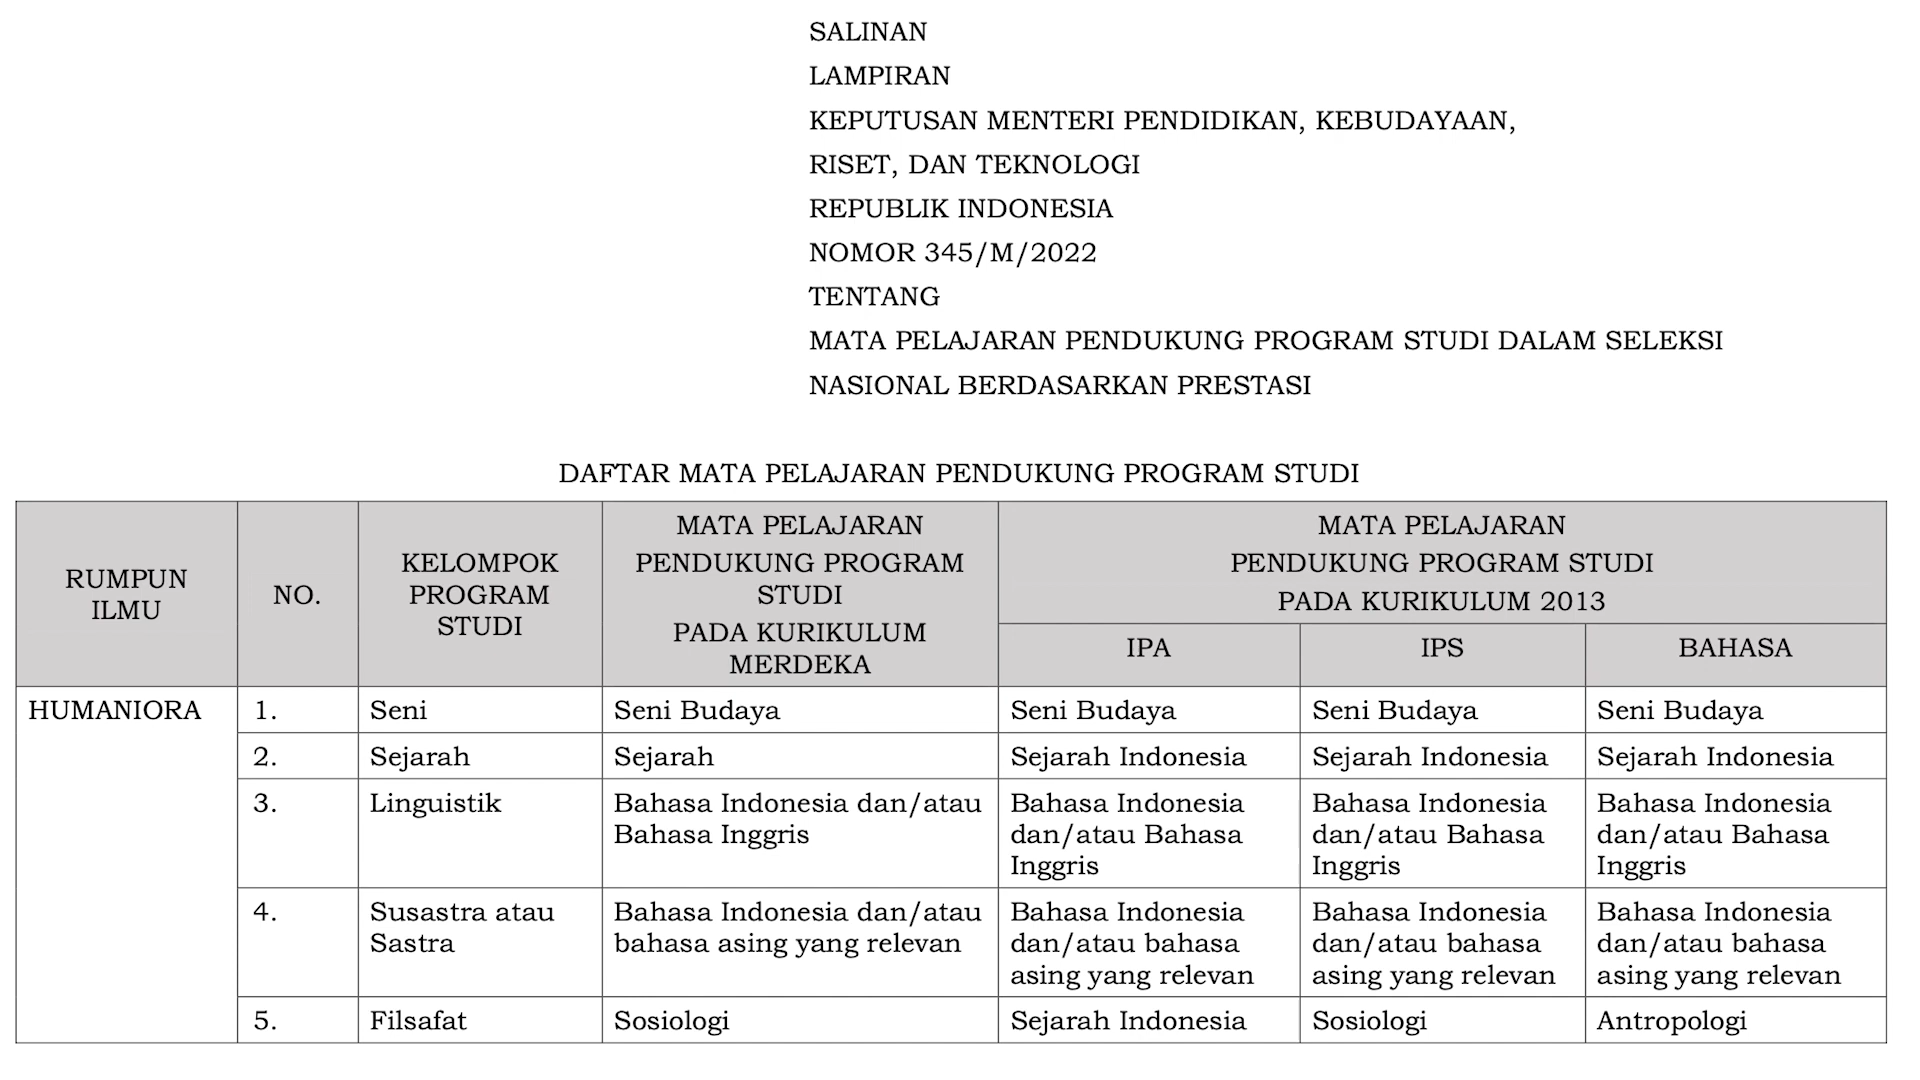 SALINAN
LAMPIRAN
KEPUTUSAN MENTERI PENDIDIKAN, KEBUDAYAAN,
RISET, DAN TEKNOLOGI
REPUBLIK INDONESIA
NOMOR 345/M/2022
TENTANG
MATA PELAJARAN PENDUKUNG PROGRAM STUDI DALAM SELEKSI
NASIONAL BERDASARKAN PRESTASI
DAFTAR MATA PELAJARAN PENDUKUNG PROGRAM STUDI
RUMPUN
ILMU
NO.
KELOMPOK
PROGRAM
STUDI
MATA PELAJARAN
PENDUKUNG PROGRAM
STUDI
PADA KURIKULUM
MERDEKA
MATA PELAJARAN
PENDUKUNG PROGRAM STUDI
PADA KURIKULUM 2013
IPA
IPS
BAHASA
HUMANIORA
1.
Seni
Seni Budaya
Seni Budaya
Seni Budaya
Seni Budaya
2.
Sejarah
Sejarah
Sejarah Indonesia
Sejarah Indonesia
Sejarah Indonesia
3.
Linguistik
Bahasa Indonesia dan/atau
Bahasa Inggris
Bahasa Indonesia
dan/atau Bahasa
Inggris
Bahasa Indonesia
dan/atau Bahasa
Inggris
Bahasa Indonesia
dan/atau Bahasa
Inggris
4.
Susastra atau
Sastra
Bahasa Indonesia dan/atau
bahasa asing yang relevan
Bahasa Indonesia
dan/atau bahasa
asing yang relevan
Bahasa Indonesia
dan/atau bahasa
asing yang relevan
Bahasa Indonesia
dan/atau bahasa
asing yang relevan
5.
Filsafat
Sosiologi
Sejarah Indonesia
Sosiologi
Antropologi